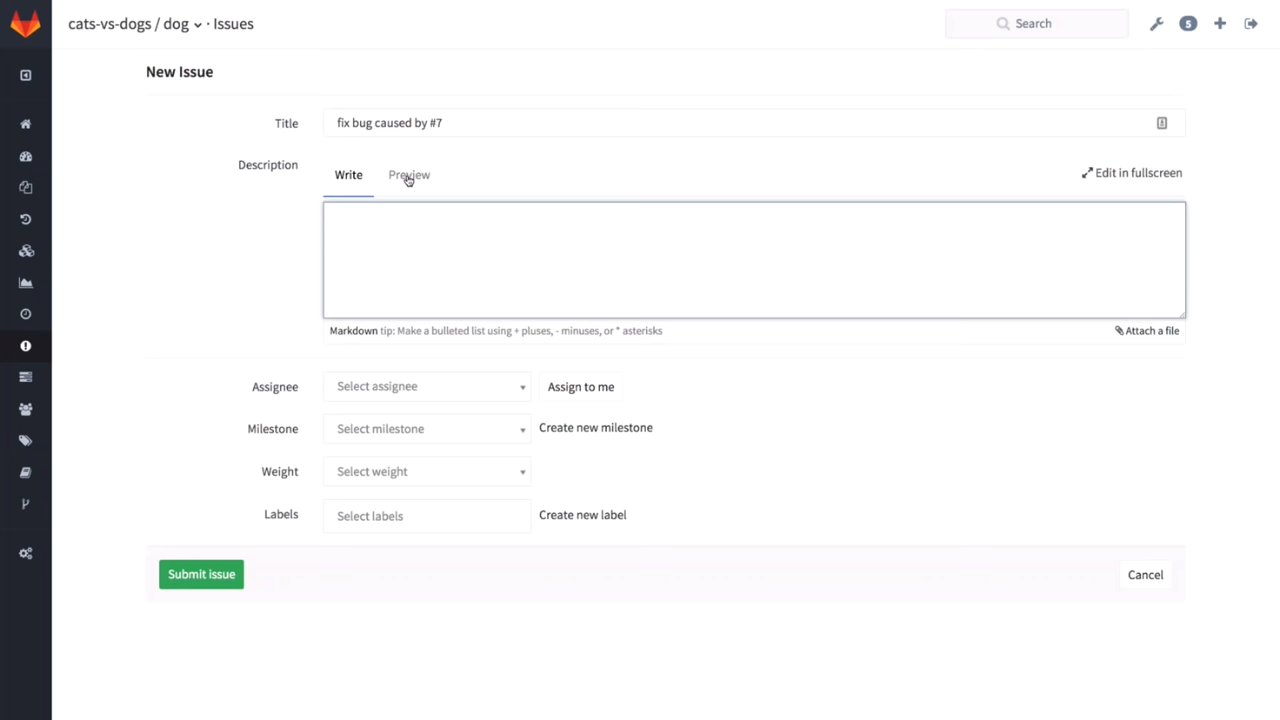 cats-vs-dogs / dog · Issues
Search
5
New Issue
Title
fix bug caused by #7
Description
Write
Preview
Edit in fullscreen
Markdown tip: Make a bulleted list using + pluses, - minuses, or * asterisks
Attach a file
Assignee
Select assignee
Assign to me
Milestone
Select milestone
Create new milestone
Weight
Select weight
Labels
Select labels
Create new label
Submit issue
Cancel